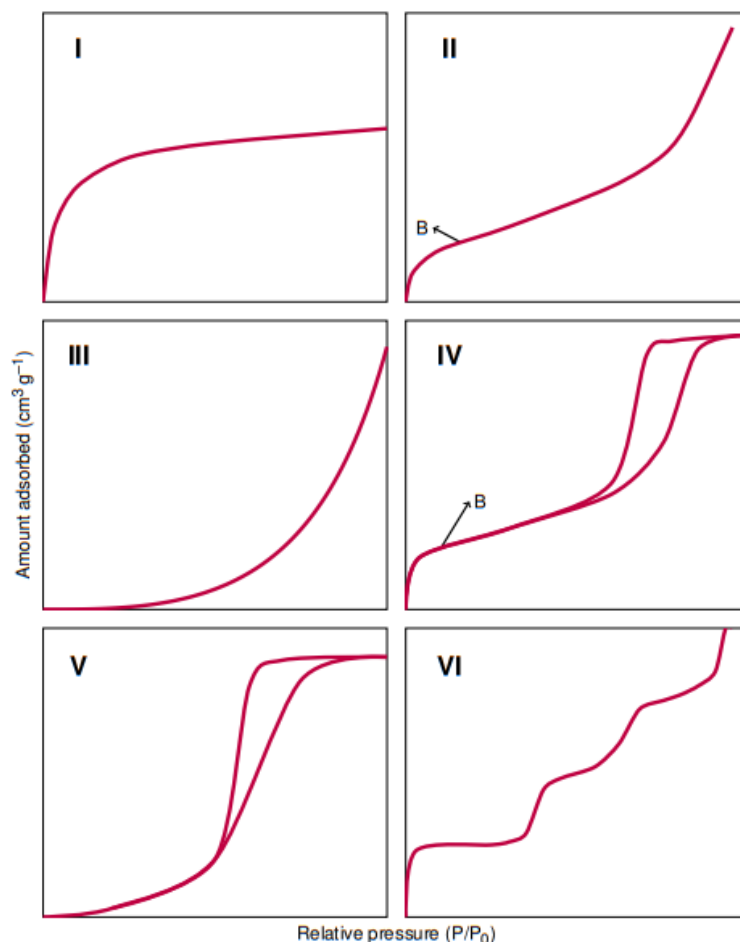 I
II
B
III
IV
B
Amount adsorbed (cm³ g⁻¹)
V
VI
Relative pressure (P/P₀)